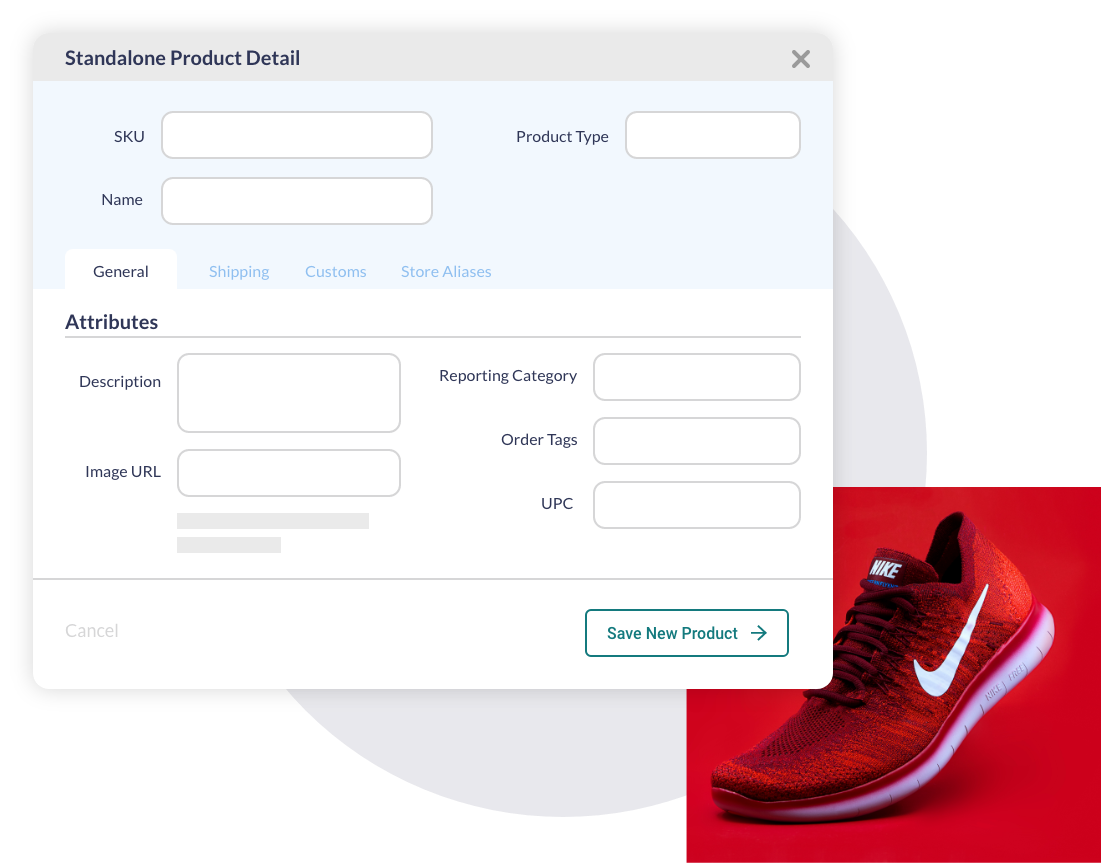 Standalone Product Detail
SKU
Product Type
Name
General
Shipping
Customs
Store Aliases
Attributes
Description
Reporting Category
Order Tags
Image URL
UPC
Cancel
Save New Product
NIKE
NIKE FREE